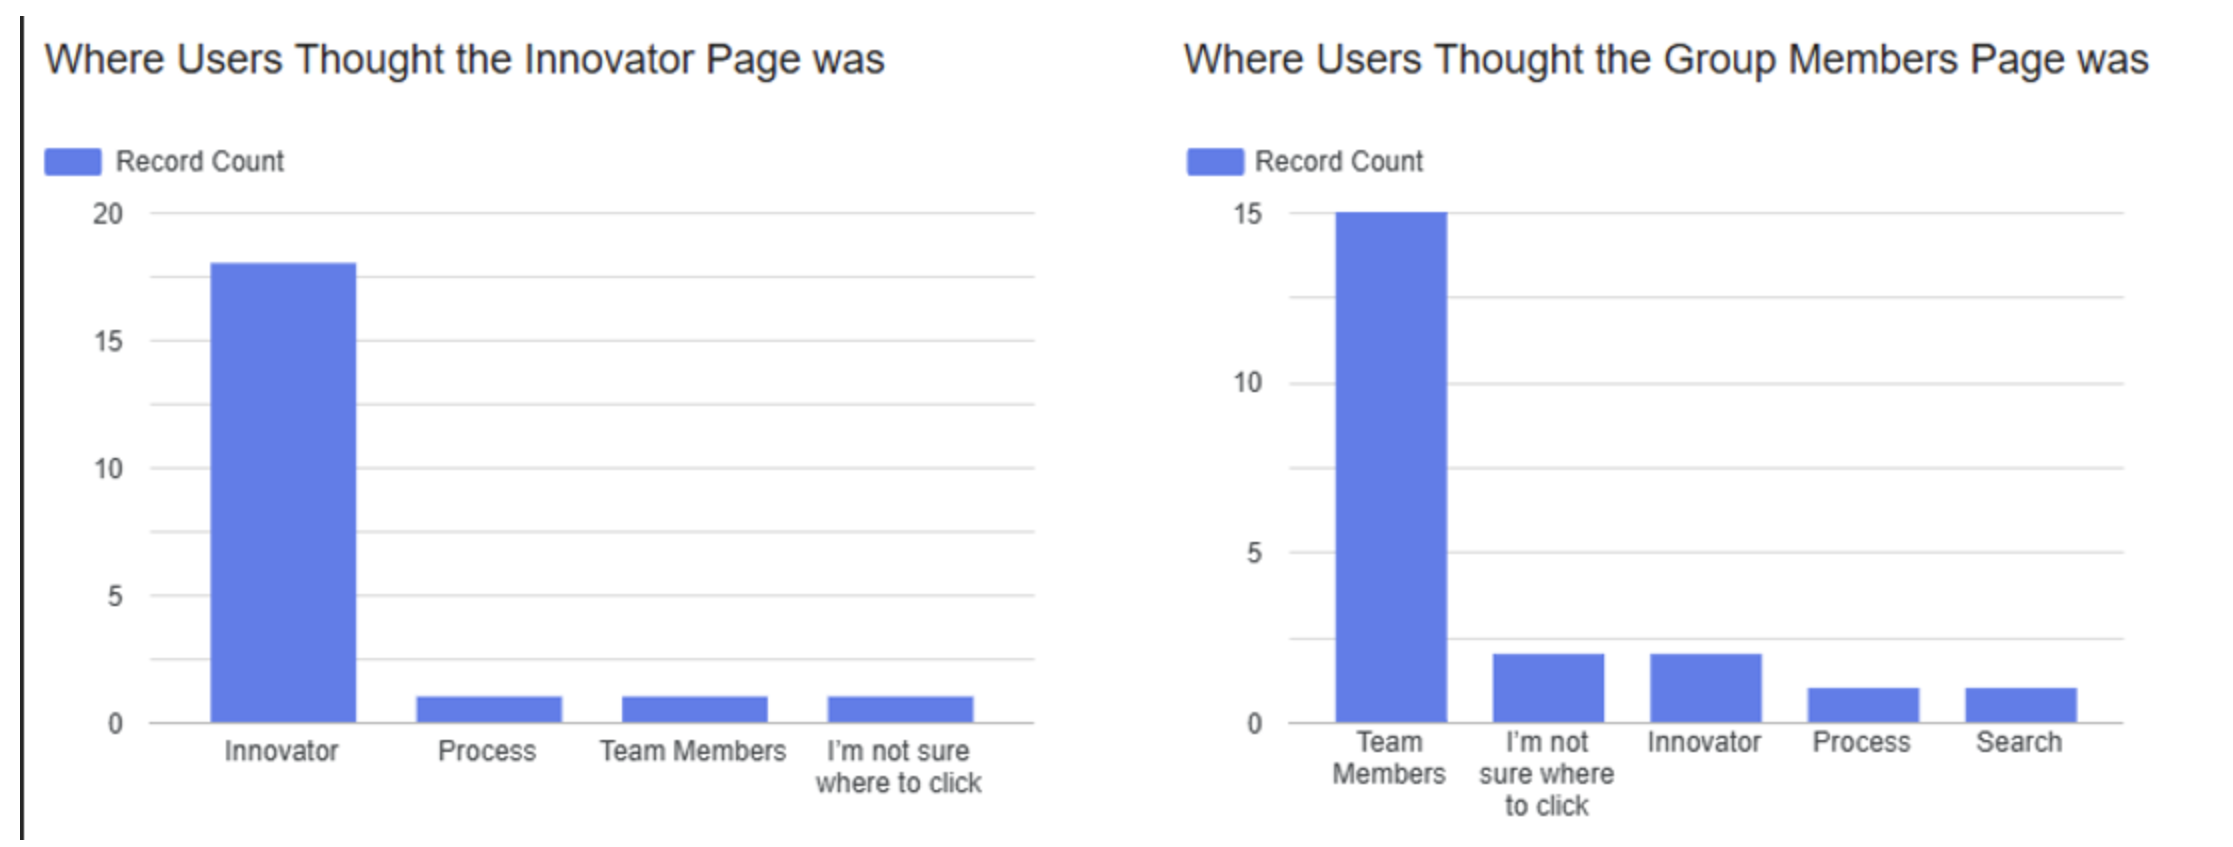 Where Users Thought the Innovator Page was
Record Count
20
15
10
5
0
Innovator
Process
Team Members
I'm not sure
where to click
Where Users Thought the Group Members Page was
Record Count
15
10
5
0
Team
Members
I'm not
sure where
to click
Innovator
Process
Search